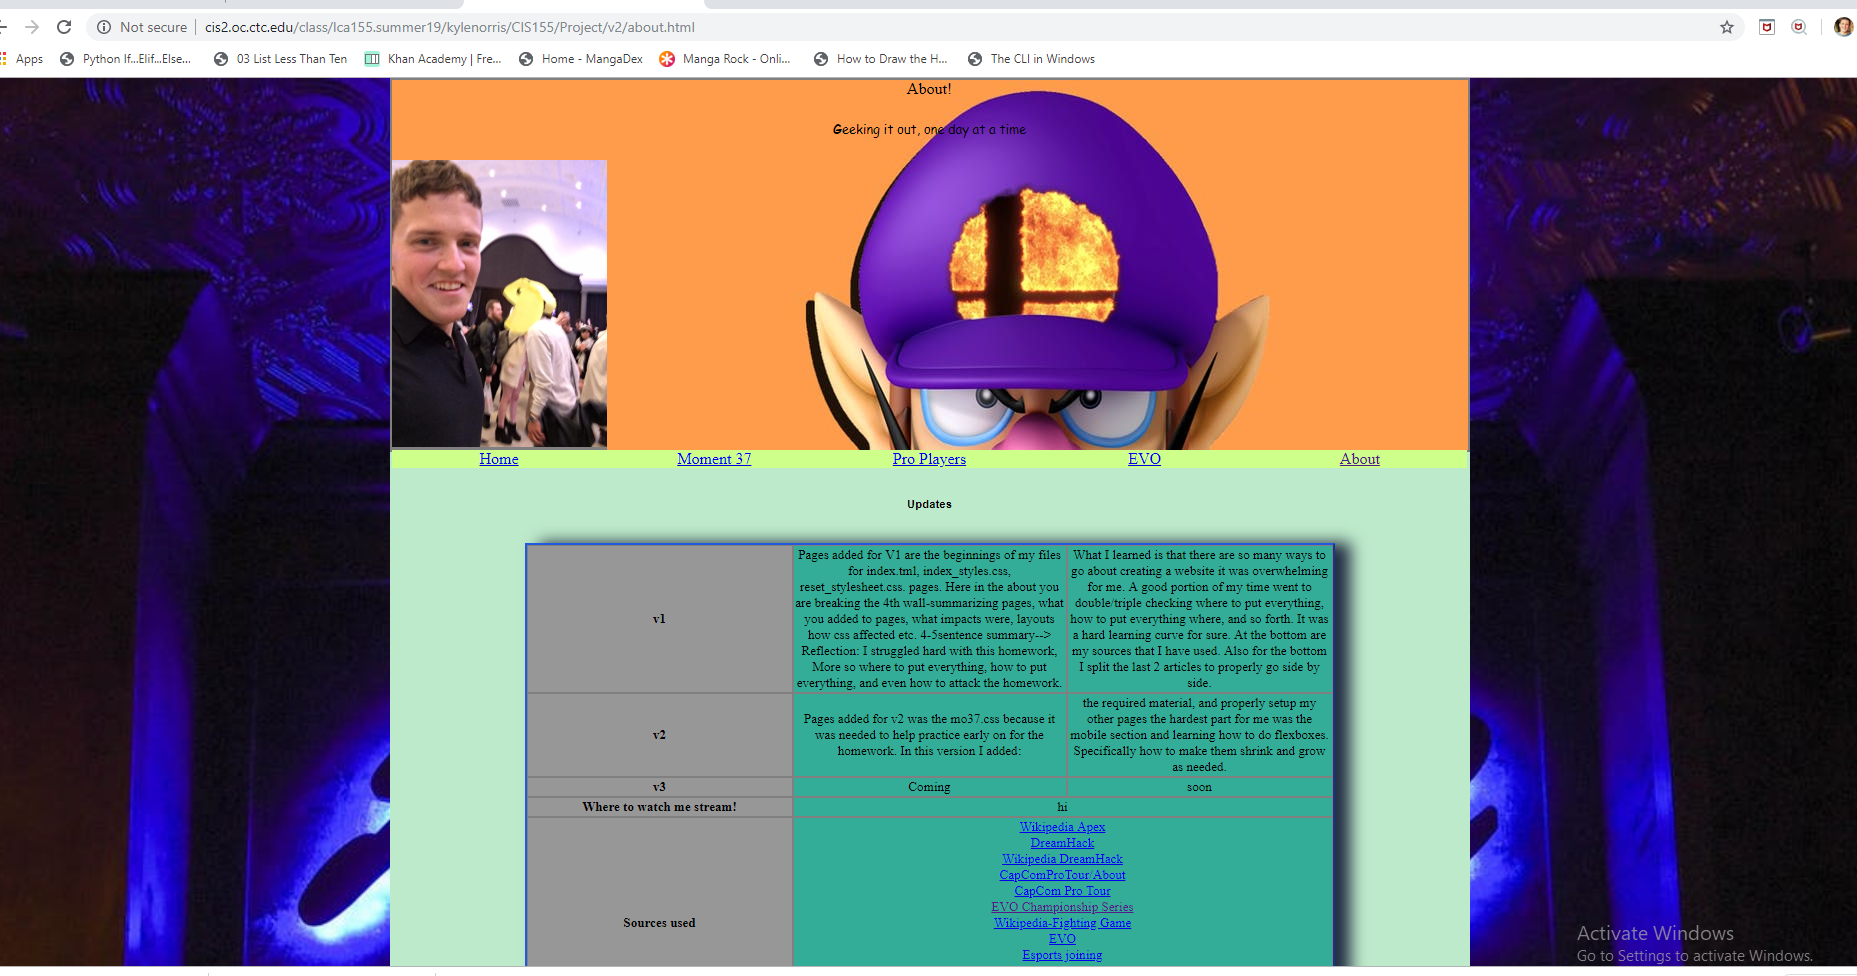 Not secure | cis2.oc.ctc.edu/class/lca155.summer19/kylenorris/CIS155/Project/v2/about.html
Apps Python If...Elif...Else... 03 List Less Than Ten Khan Academy | Fre... Home - MangaDex Manga Rock - Onli... How to Draw the H... The CLI in Windows
About!
Geeking it out, one day at a time
Home Moment 37 Pro Players EVO About
Updates
v1
Pages added for V1 are the beginnings of my files
for index.tml, index_styles.css,
reset_stylesheet.css. pages. Here in the about you
are breaking the 4th wall-summarizing pages, what
you added to pages, what impacts were, layouts
how css affected etc. 4-5sentence summary-->
Reflection: I struggled hard with this homework,
More so where to put everything, how to put
everything, and even how to attack the homework.
What I learned is that there are so many ways to
go about creating a website it was overwhelming
for me. A good portion of my time went to
double/triple checking where to put everything,
how to put everything where, and so forth. It was
a hard learning curve for sure. At the bottom are
my sources that I have used. Also for the bottom
I split the last 2 articles to properly go side by
side.
v2
Pages added for v2 was the mo37.css because it
was needed to help practice early on for the
homework. In this version I added:
the required material, and properly setup my
other pages the hardest part for me was the
mobile section and learning how to do flexboxes.
Specifically how to make them shrink and grow
as needed.
v3 Coming soon
Where to watch me stream! hi
Sources used
Wikipedia Apex
DreamHack
Wikipedia DreamHack
CapComProTour/About
CapCom Pro Tour
EVO Championship Series
Wikipedia-Fighting Game
EVO
Esports joining
Activate Windows
Go to Settings to activate Windows.